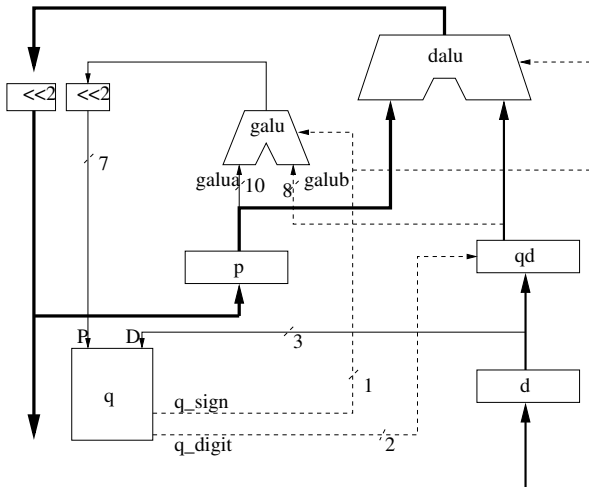 dalu
<<2
<<2
galu
7
galua
10
8
galub
p
qd
P
D
3
q
d
q_sign
1
q_digit
2